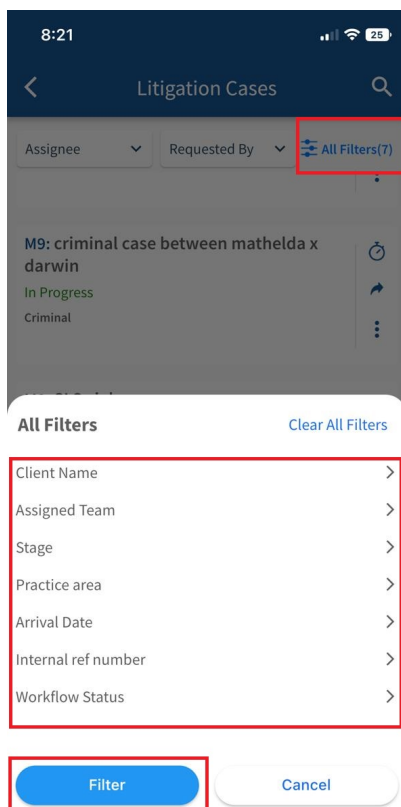 8:21
25
Litigation Cases
Assignee
Requested By
All Filters(7)
M9: criminal case between mathelda x
darwin
In Progress
Criminal
All Filters
Clear All Filters
Client Name
Assigned Team
Stage
Practice area
Arrival Date
Internal ref number
Workflow Status
Filter
Cancel